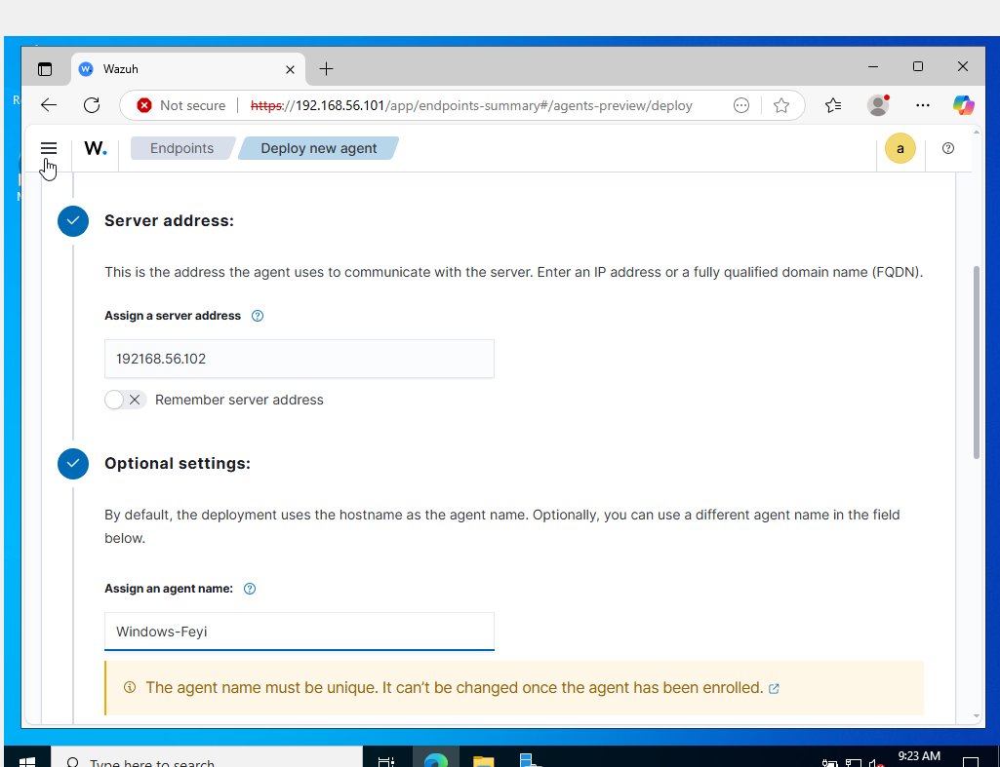 Wazuh
Not secure https://192.168.56.101/app/endpoints-summary#/agents-preview/deploy
W. Endpoints Deploy new agent a
Server address:
This is the address the agent uses to communicate with the server. Enter an IP address or a fully qualified domain name (FQDN).
Assign a server address
192168.56.102
Remember server address
Optional settings:
By default, the deployment uses the hostname as the agent name. Optionally, you can use a different agent name in the field
below.
Assign an agent name:
Windows-Feyi
The agent name must be unique. It can’t be changed once the agent has been enrolled.
Type here to search
9:23 AM